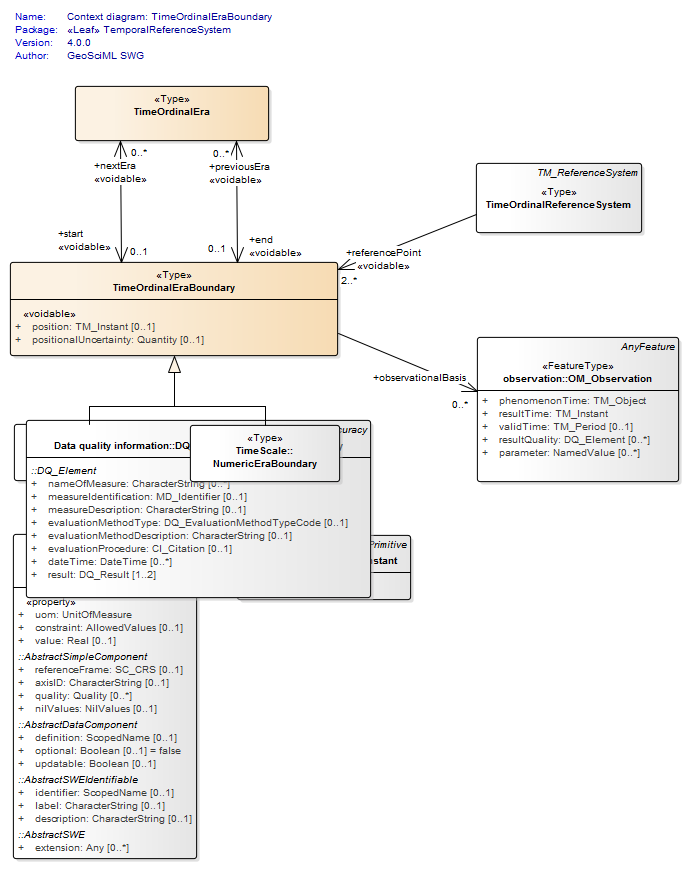 Name: Context diagram: TimeOrdinalEraBoundary
Package: «Leaf» TemporalReferenceSystem
Version: 4.0.0
Author: GeoSciML SWG
«Type»
TimeOrdinalEra
0..* 0..*
+nextEra +previousEra
«voidable» «voidable»
TM_ReferenceSystem
«Type»
TimeOrdinalReferenceSystem
+start +end
«voidable» «voidable»
0..1 0..1
+referencePoint
«voidable»
2..*
«Type»
TimeOrdinalEraBoundary
«voidable»
+ position: TM_Instant [0..1]
+ positionalUncertainty: Quantity [0..1]
+observationalBasis
0..*
AnyFeature
«FeatureType»
observation::OM_Observation
+ phenomenonTime: TM_Object
+ resultTime: TM_Instant
+ validTime: TM_Period [0..1]
+ resultQuality: DQ_Element [0..*]
+ parameter: NamedValue [0..*]
Data quality information::DQ
«Type»
TimeScale::
NumericEraBoundary
::DQ_Element
+ nameOfMeasure: CharacterString [0..*]
+ measureIdentification: MD_Identifier [0..1]
+ measureDescription: CharacterString [0..1]
+ evaluationMethodType: DQ_EvaluationMethodTypeCode [0..1]
+ evaluationMethodDescription: CharacterString [0..1]
+ evaluationProcedure: CI_Citation [0..1]
+ dateTime: DateTime [0..*]
+ result: DQ_Result [1..2]
«property»
+ uom: UnitOfMeasure
+ constraint: AllowedValues [0..1]
+ value: Real [0..1]
::AbstractSimpleComponent
+ referenceFrame: SC_CRS [0..1]
+ axisID: CharacterString [0..1]
+ quality: Quality [0..*]
+ nilValues: NilValues [0..1]
::AbstractDataComponent
+ definition: ScopedName [0..1]
+ optional: Boolean [0..1] = false
+ updatable: Boolean [0..1]
::AbstractSWEIdentifiable
+ identifier: ScopedName [0..1]
+ label: CharacterString [0..1]
+ description: CharacterString [0..1]
::AbstractSWE
+ extension: Any [0..*]